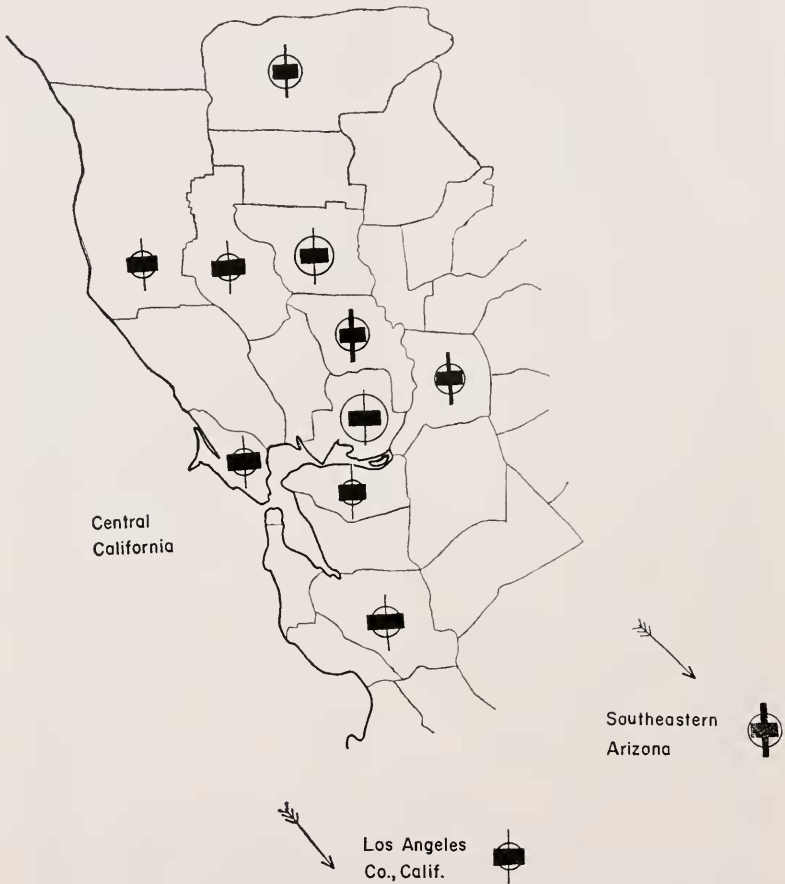 Central
California
Southeastern
Arizona
Los Angeles
Co., Calif.